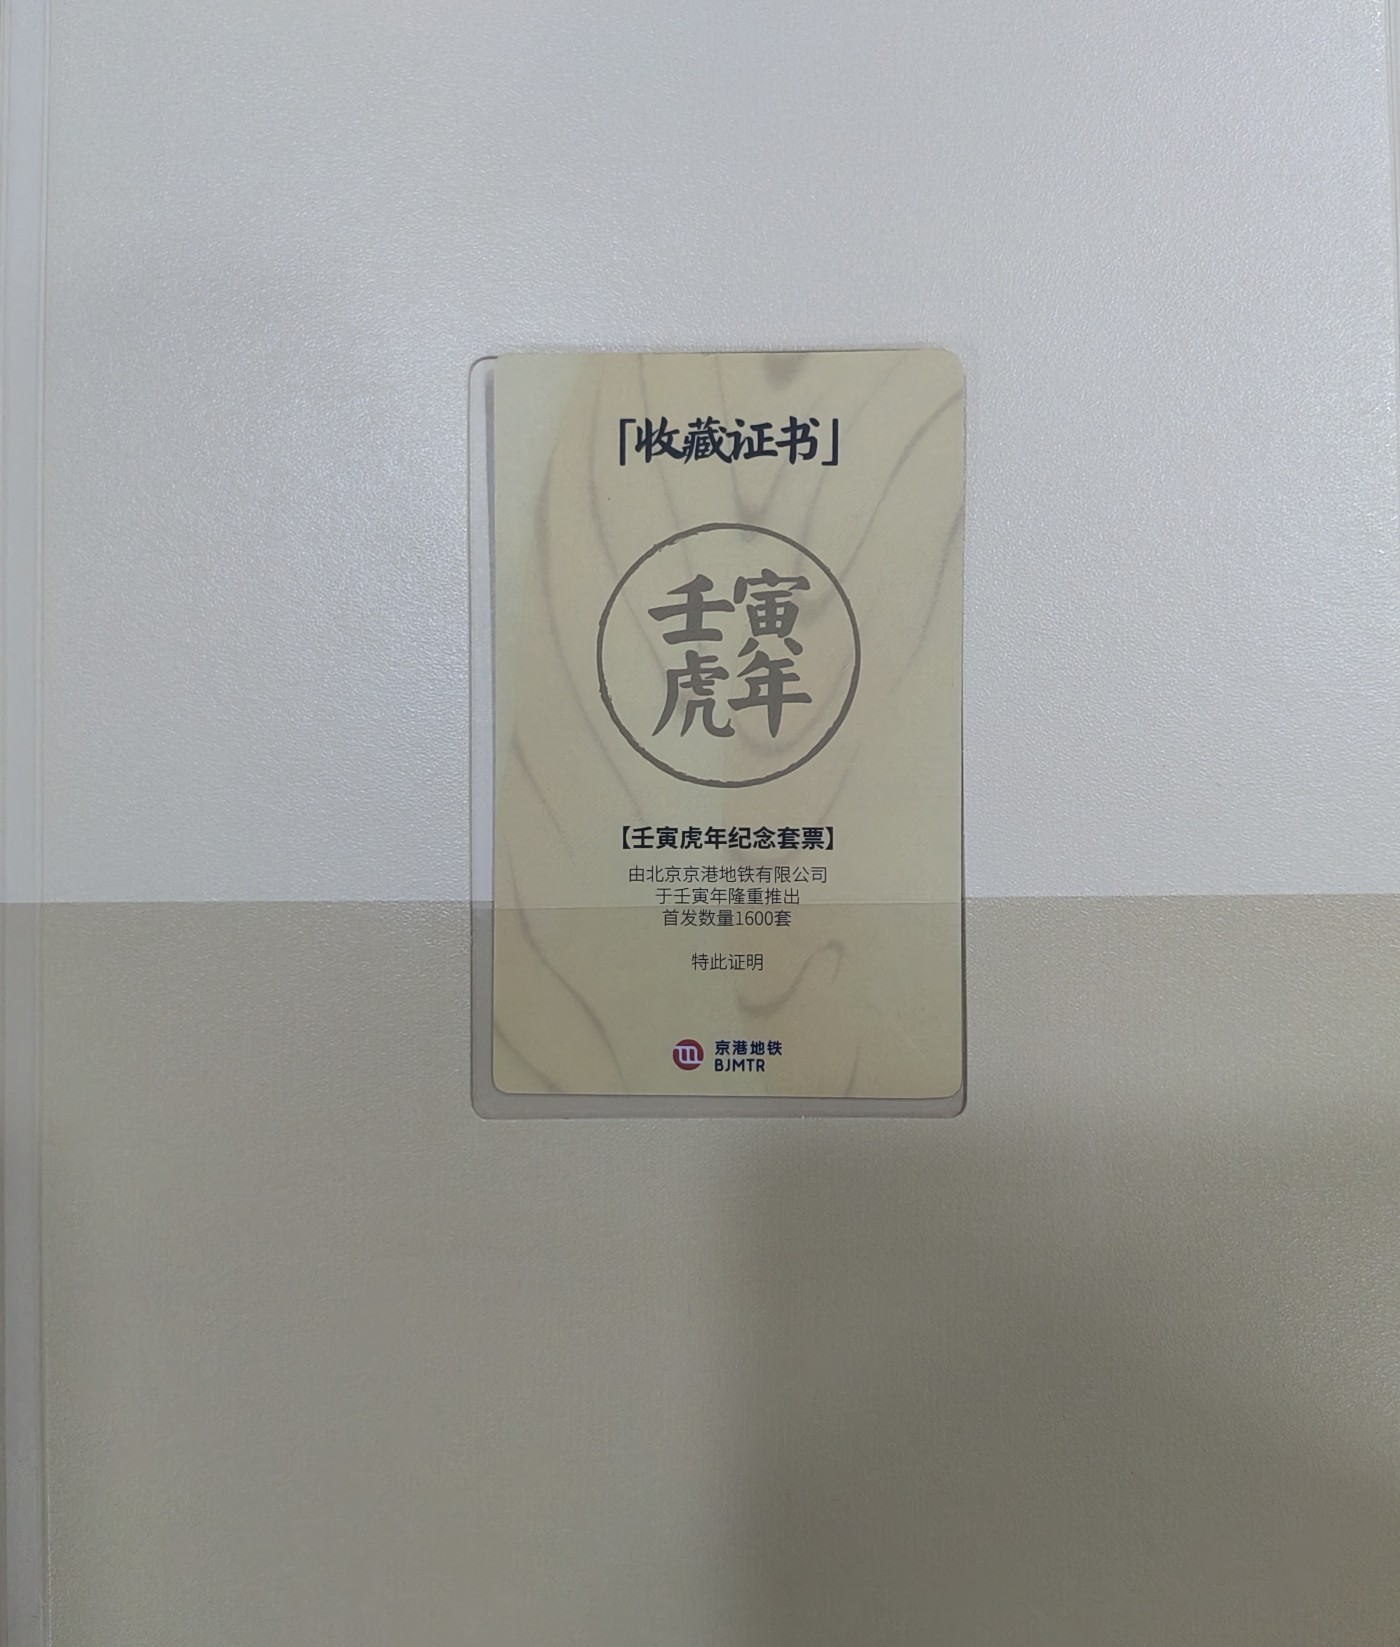 「收藏证书」
壬寅
虎年
【壬寅虎年纪念套票】
由北京京港地铁有限公司
于壬寅年隆重推出
首发数量1600套
特此证明
京港地铁
BJMTR